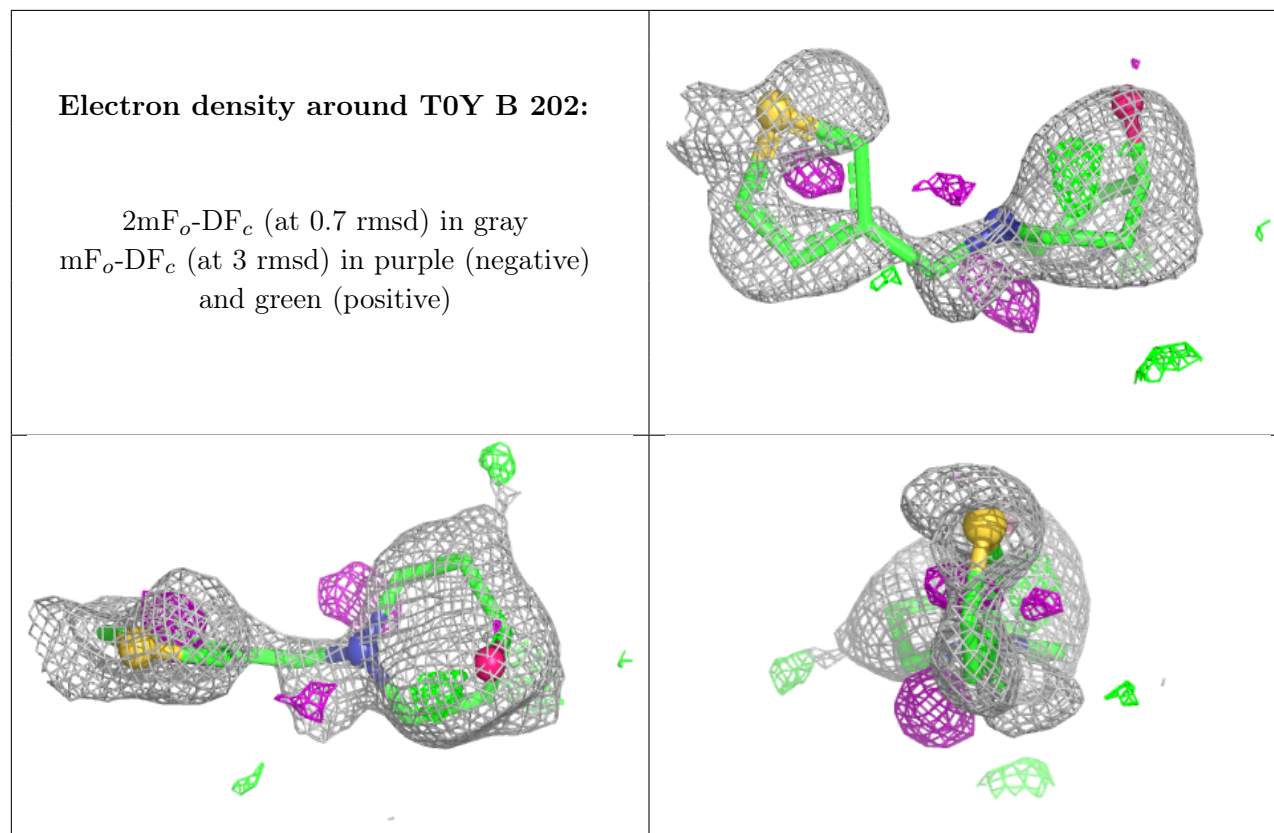 Electron density around T0Y B 202:
2mFo-DFc (at 0.7 rmsd) in gray
mFo-DFc (at 3 rmsd) in purple (negative)
and green (positive)